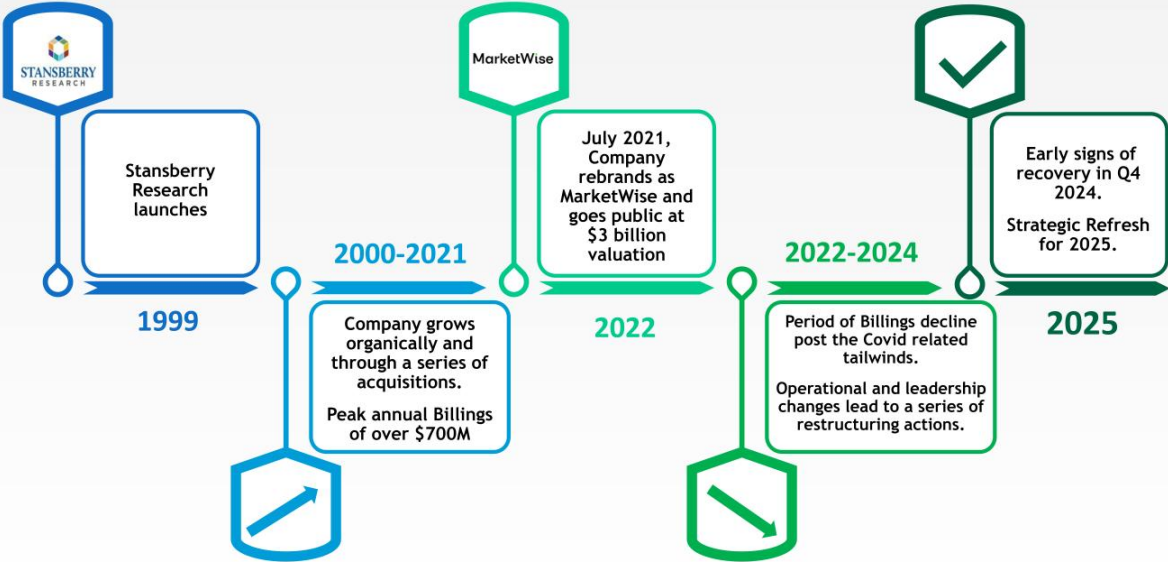 STANSBERRY
RESEARCH
Stansberry
Research
launches
1999
2000-2021
Company grows
organically and
through a series of
acquisitions.
Peak annual Billings
of over $700M
MarketWise
July 2021,
Company
rebrands as
MarketWise and
goes public at
$3 billion
valuation
2022
2022-2024
Period of Billings decline
post the Covid related
tailwinds.
Operational and leadership
changes lead to a series of
restructuring actions.
Early signs of
recovery in Q4
2024.
Strategic Refresh
for 2025.
2025